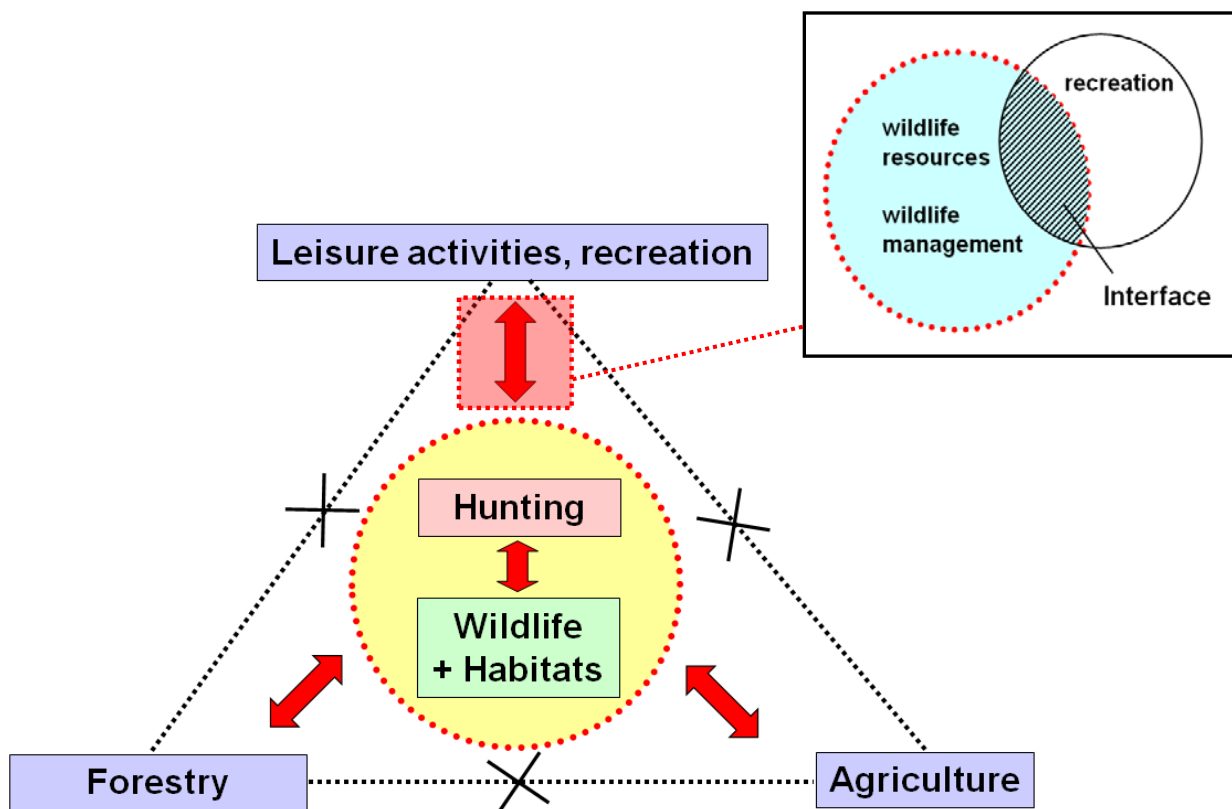 recreation
wildlife
resources
wildlife
management
Interface
Leisure activities, recreation
Hunting
Wildlife
+ Habitats
Forestry
Agriculture